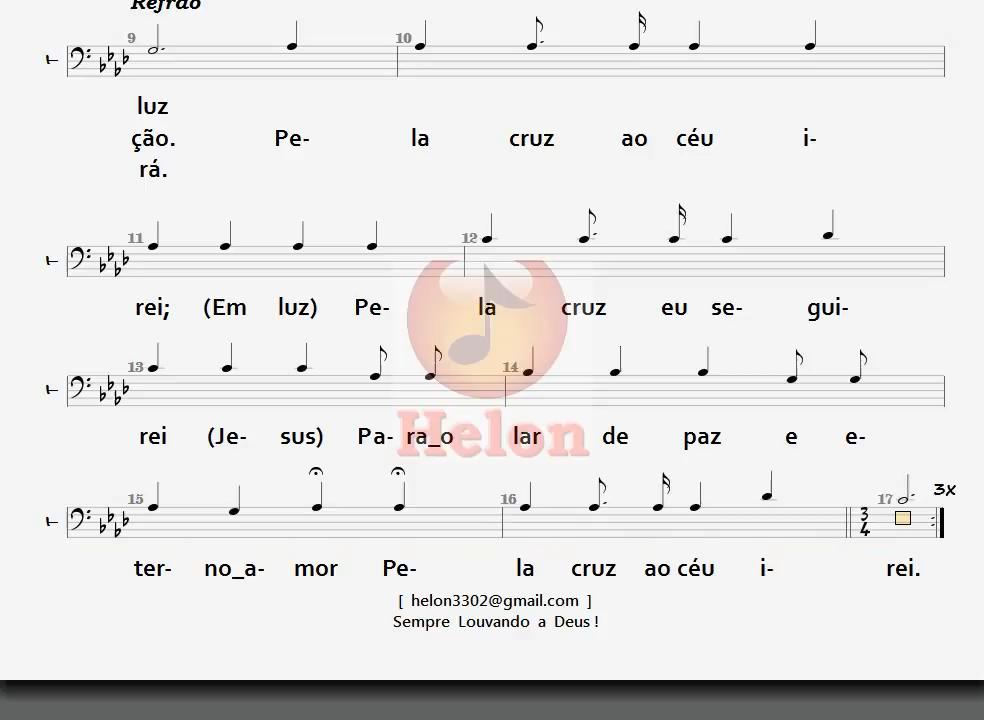 Refrão
9 10
luz
ção. Pe- la cruz ao céu i-
rá.
11 12
rei; (Em luz) Pe- la cruz eu se- gui-
13 14
rei (Je- sus) Pa- ra_o lar de paz e e-
Helon
15 16 17 3x
3
4
ter- no_a- mor Pe- la cruz ao céu i- rei.
[ helon3302@gmail.com ]
Sempre Louvando a Deus !